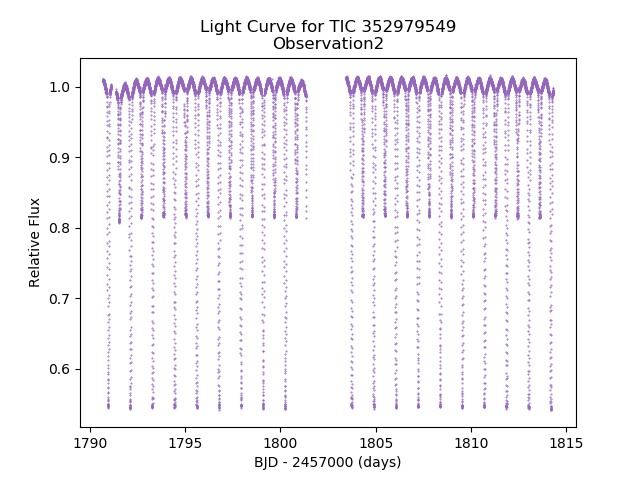 Light Curve for TIC 352979549
Observation2
1.0
0.9
0.8
0.7
0.6
Relative Flux
1790
1795
1800
1805
1810
1815
BJD - 2457000 (days)